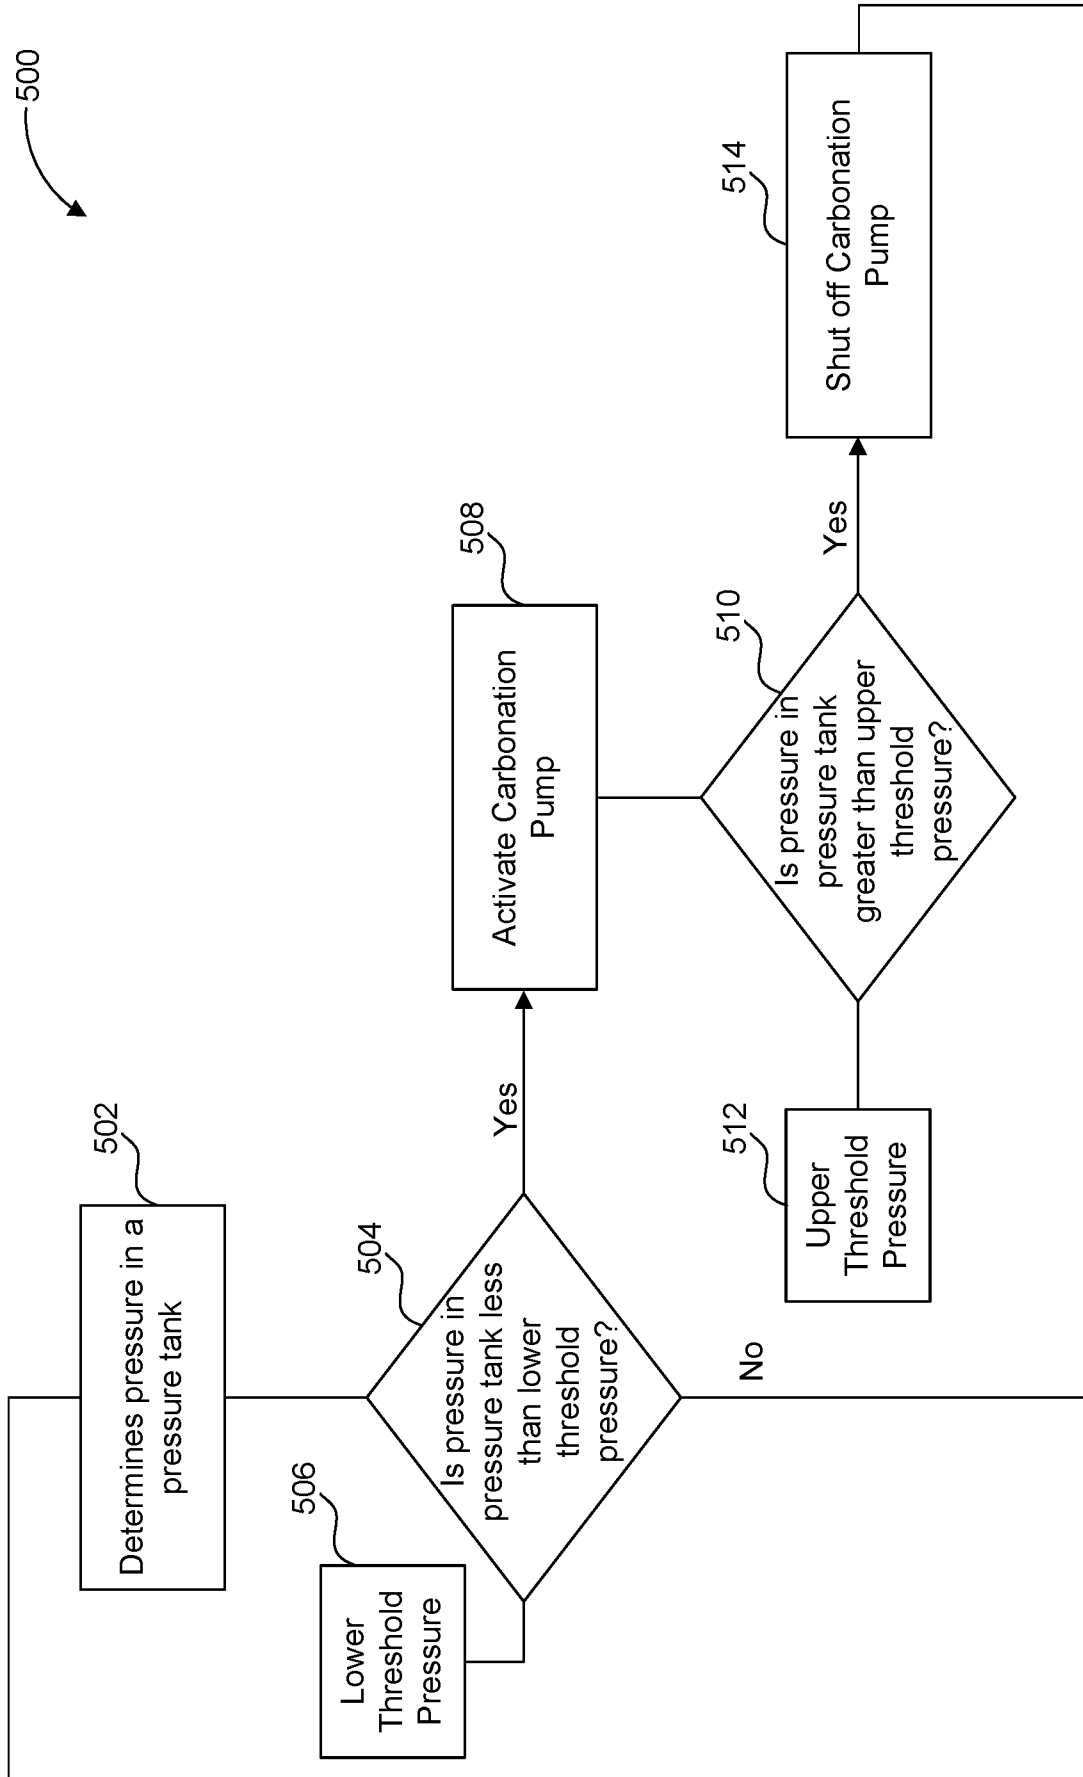 500
502
Determines pressure in a
pressure tank
504
Is pressure in
pressure tank less
than lower
threshold
pressure?
506
Lower
Threshold
Pressure
Yes
No
508
Activate Carbonation
Pump
510
Is pressure in
pressure tank
greater than upper
threshold
pressure?
512
Upper
Threshold
Pressure
Yes
514
Shut off Carbonation
Pump